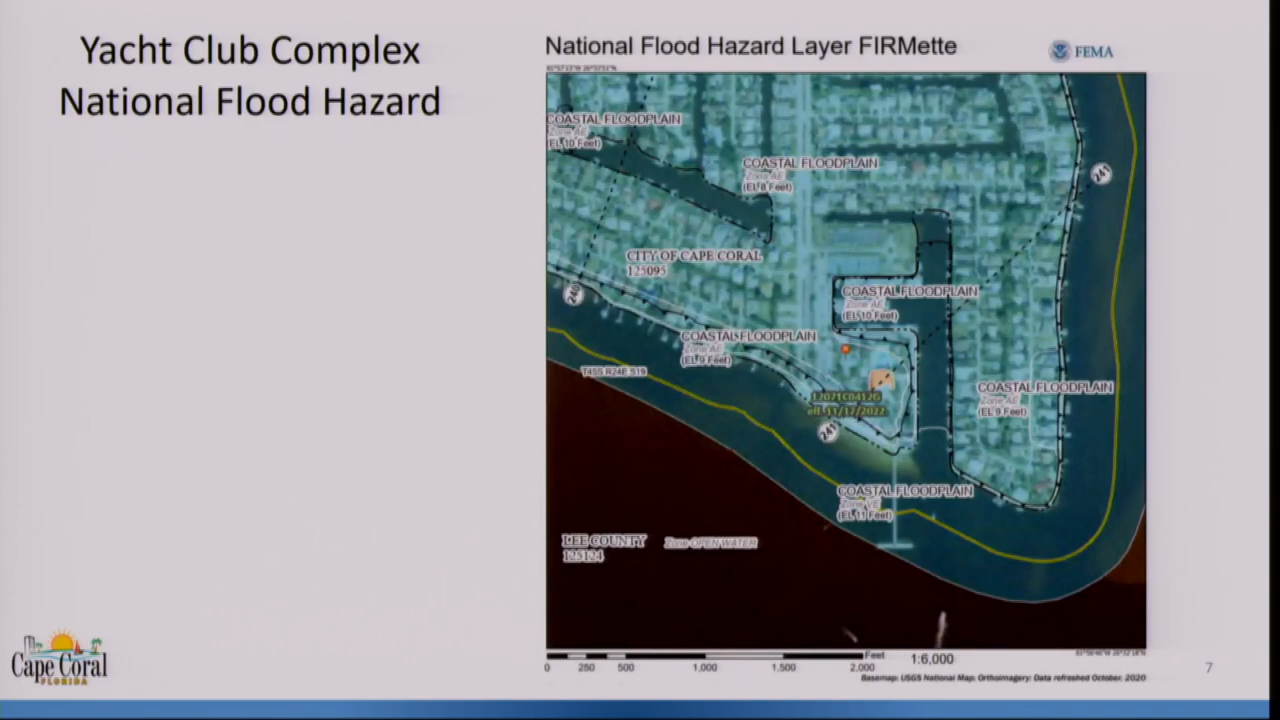 Yacht Club Complex
National Flood Hazard
National Flood Hazard Layer FIRMette
FEMA
COASTAL FLOODPLAIN
Zone AE
(EL 10 Feet)
COASTAL FLOODPLAIN
Zone AE
(EL 8 Feet)
241
CITY OF CAPE CORAL
125095
240
COASTAL FLOODPLAIN
Zone AE
(EL 10 Feet)
COASTAL FLOODPLAIN
Zone AE
(EL 9 Feet)
T45S R24E S19
COASTAL FLOODPLAIN
Zone AE
(EL 9 Feet)
12071C0412G
eff. 11/17/2022
241
COASTAL FLOODPLAIN
Zone VE
(EL 11 Feet)
LEE COUNTY
125124
Zone OPEN WATER
Cape Coral
FLORIDA
Feet
1:6,000
0 250 500 1,000 1,500 2,000
Basemap: USGS National Map: Orthoimagery: Data refreshed October, 2020
7